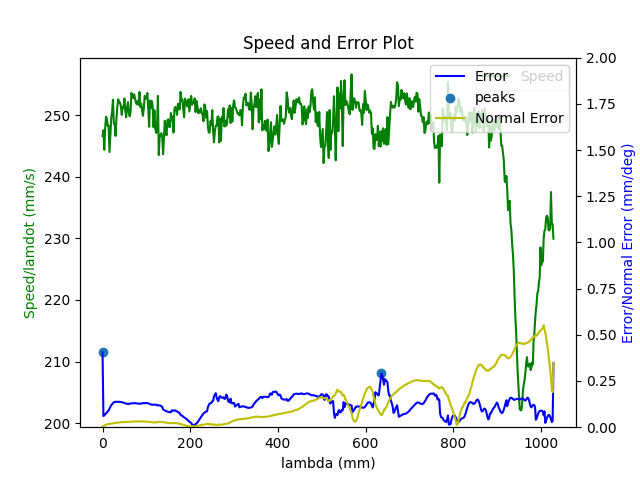 Speed and Error Plot
Speed/lamdot (mm/s)
250
240
230
220
210
200
Error
Speed
peaks
Normal Error
2.00
1.75
1.50
1.25
1.00
0.75
0.50
0.25
0.00
Error/Normal Error (mm/deg)
0
200
400
600
800
1000
lambda (mm)